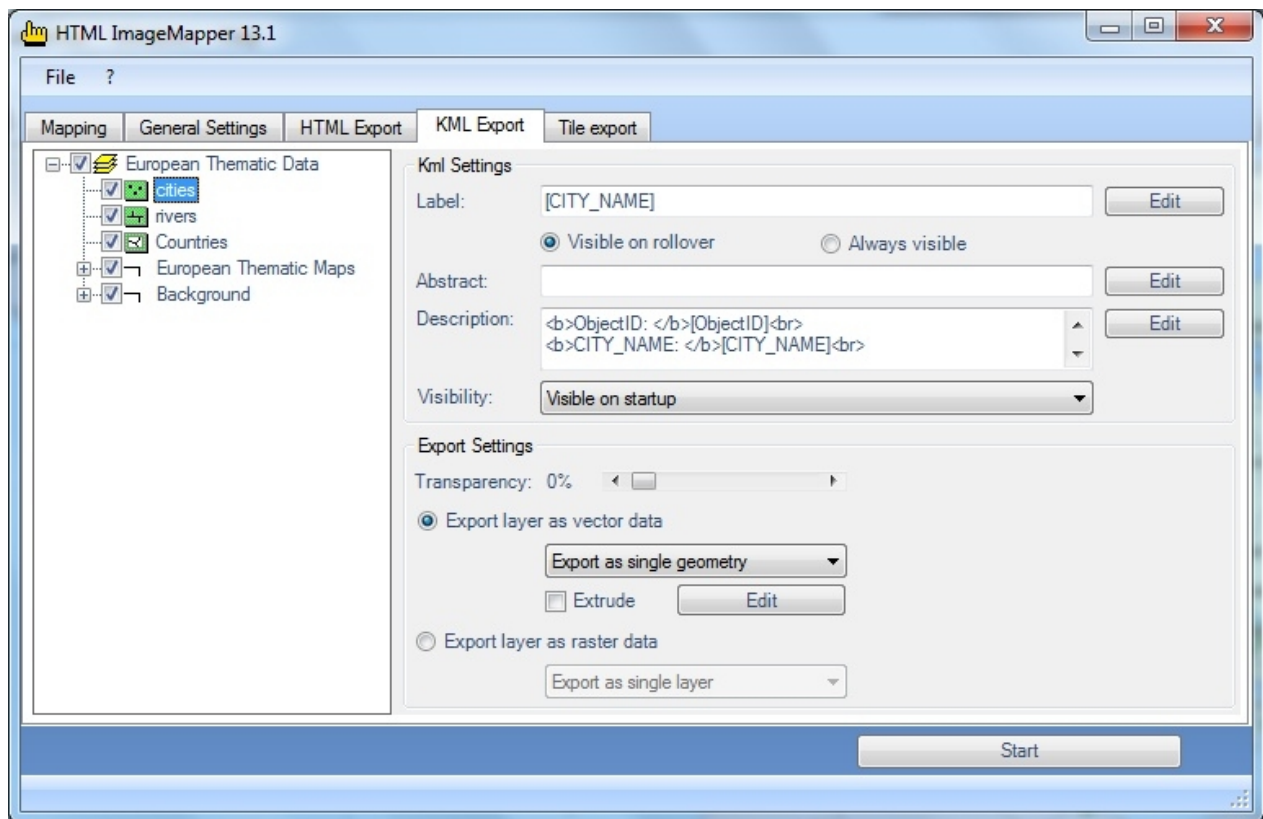 HTML ImageMapper 13.1
File ?
Mapping General Settings HTML Export KML Export Tile export
European Thematic Data
cities
rivers
Countries
European Thematic Maps
Background
Kml Settings
Label: [CITY_NAME] Edit
Visible on rollover Always visible
Abstract: Edit
Description: <b>ObjectID: </b>[ObjectID]<br> Edit
<b>CITY_NAME: </b>[CITY_NAME]<br>
Visibility: Visible on startup
Export Settings
Transparency: 0%
Export layer as vector data
Export as single geometry
Extrude Edit
Export layer as raster data
Export as single layer
Start